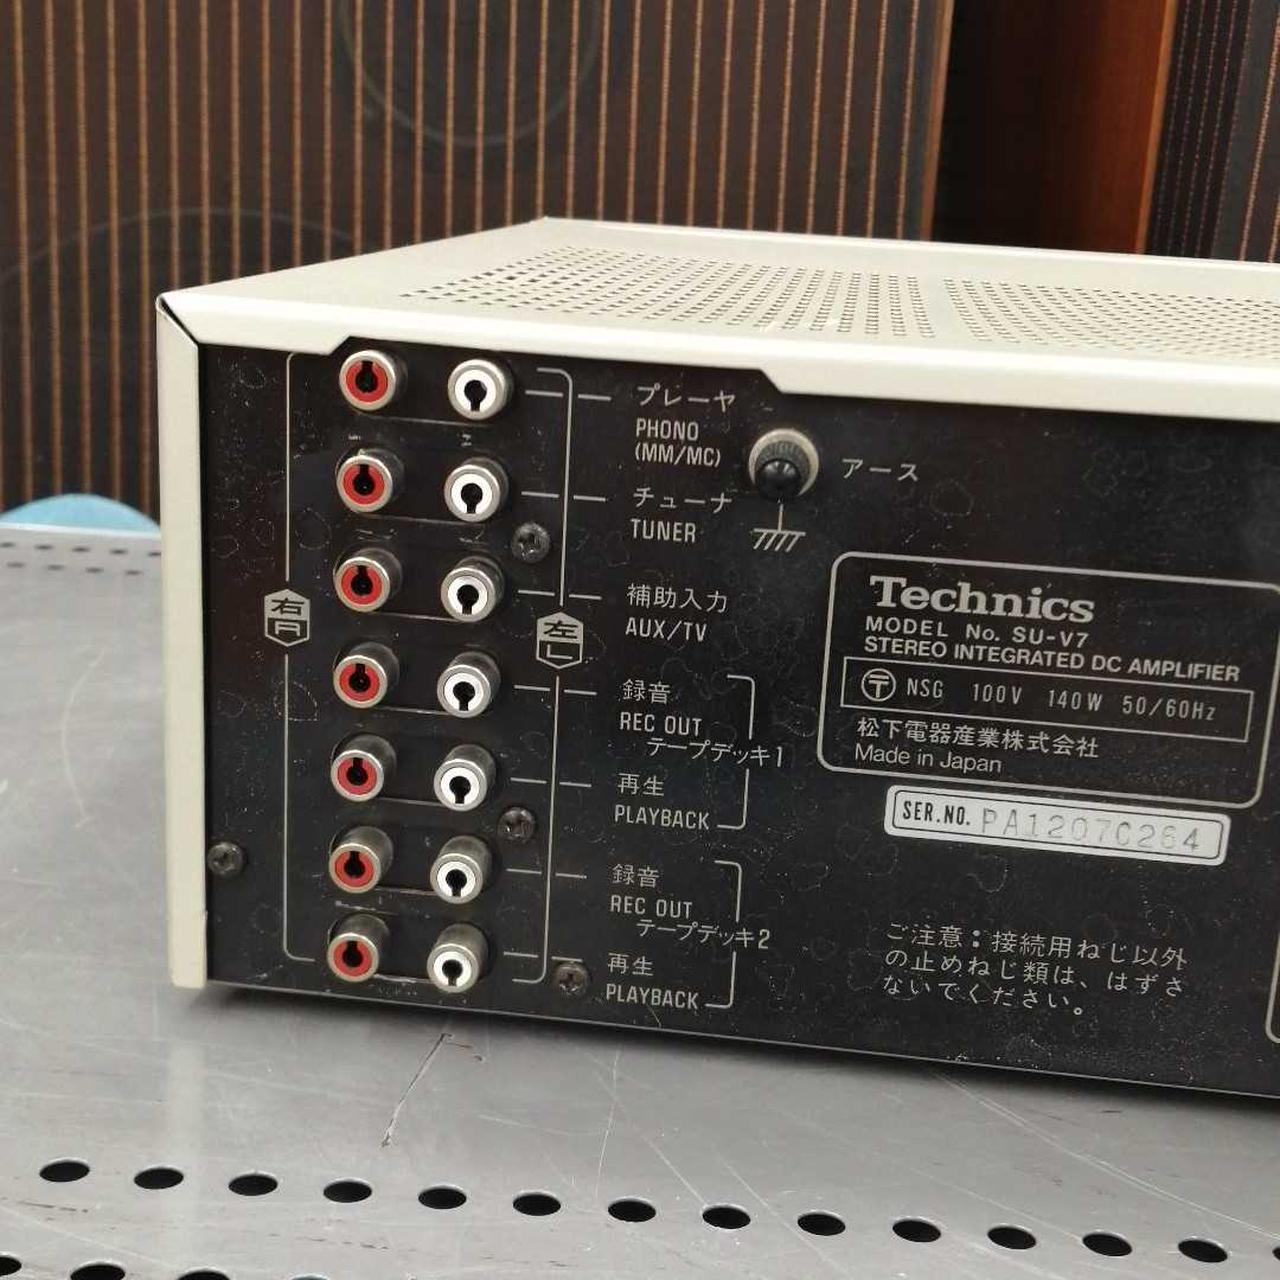 プレーヤ
PHONO
(MM/MC)
アース
チューナ
TUNER
補助入力
AUX/TV
右
R
左
L
録音
REC OUT
テープデッキ1
再生
PLAYBACK
録音
REC OUT
テープデッキ2
再生
PLAYBACK
Technics
MODEL No. SU-V7
STEREO INTEGRATED DC AMPLIFIER
〒 NSG 100V 140W 50/60Hz
松下電器産業株式会社
Made in Japan
SER.NO. PA1207C264
ご注意：接続用ねじ以外
の止めねじ類は、はずさ
ないでください。